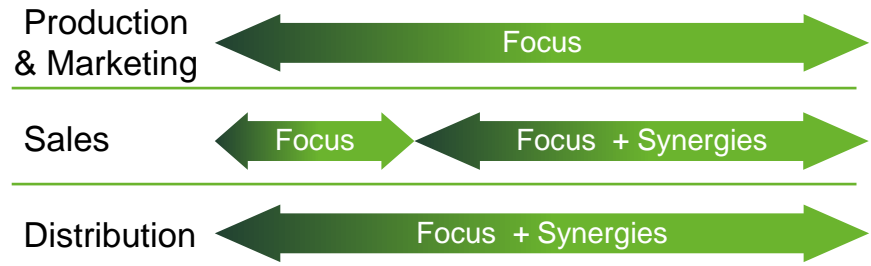 Production
& Marketing
Focus
Sales
Focus
Focus + Synergies
Distribution
Focus + Synergies